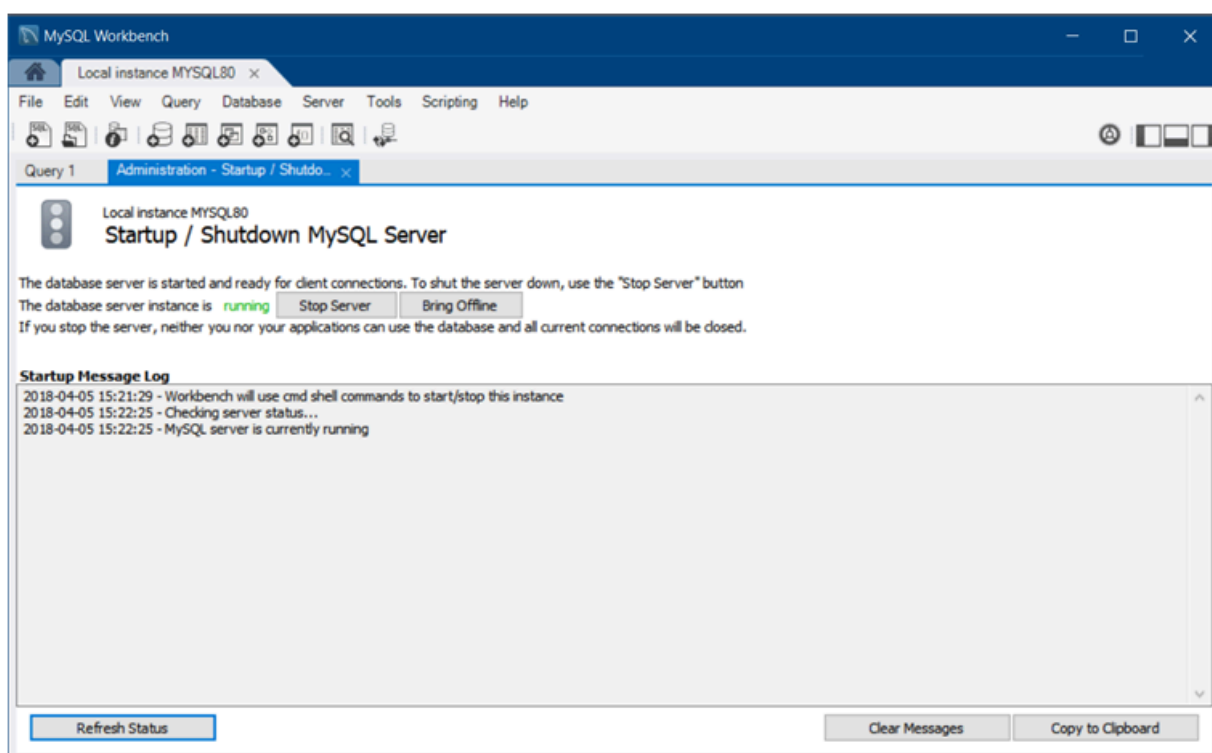 MySQL Workbench
Local instance MYSQL80
File Edit View Query Database Server Tools Scripting Help
Query 1 Administration - Startup / Shutdo...
Local instance MYSQL80
Startup / Shutdown MySQL Server
The database server is started and ready for client connections. To shut the server down, use the "Stop Server" button
The database server instance is running Stop Server Bring Offline
If you stop the server, neither you nor your applications can use the database and all current connections will be closed.
Startup Message Log
2018-04-05 15:21:29 - Workbench will use cmd shell commands to start/stop this instance
2018-04-05 15:22:25 - Checking server status...
2018-04-05 15:22:25 - MySQL server is currently running
Refresh Status Clear Messages Copy to Clipboard